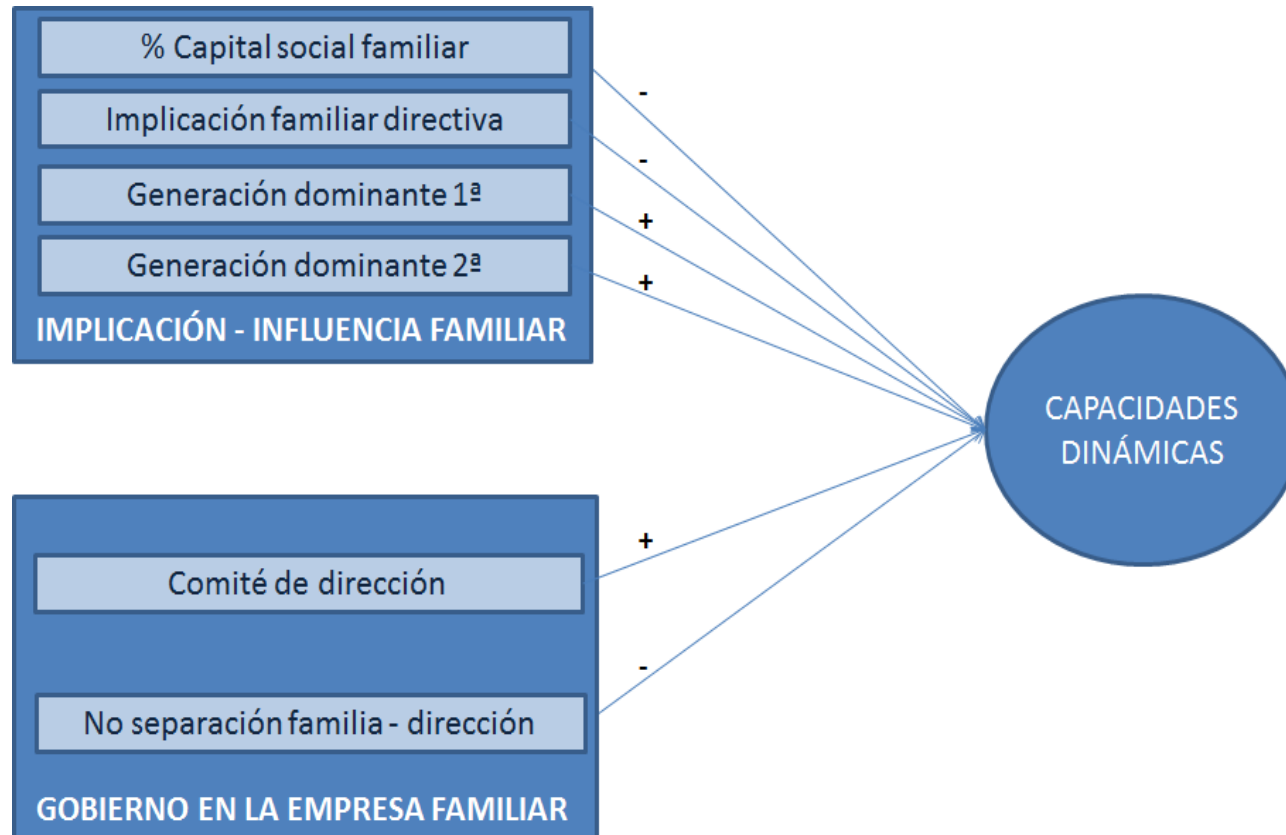 % Capital social familiar
Implicación familiar directiva
Generación dominante 1ª
Generación dominante 2ª
IMPLICACIÓN - INFLUENCIA FAMILIAR
-
-
+
+
CAPACIDADES
DINÁMICAS
+
Comité de dirección
-
No separación familia - dirección
GOBIERNO EN LA EMPRESA FAMILIAR